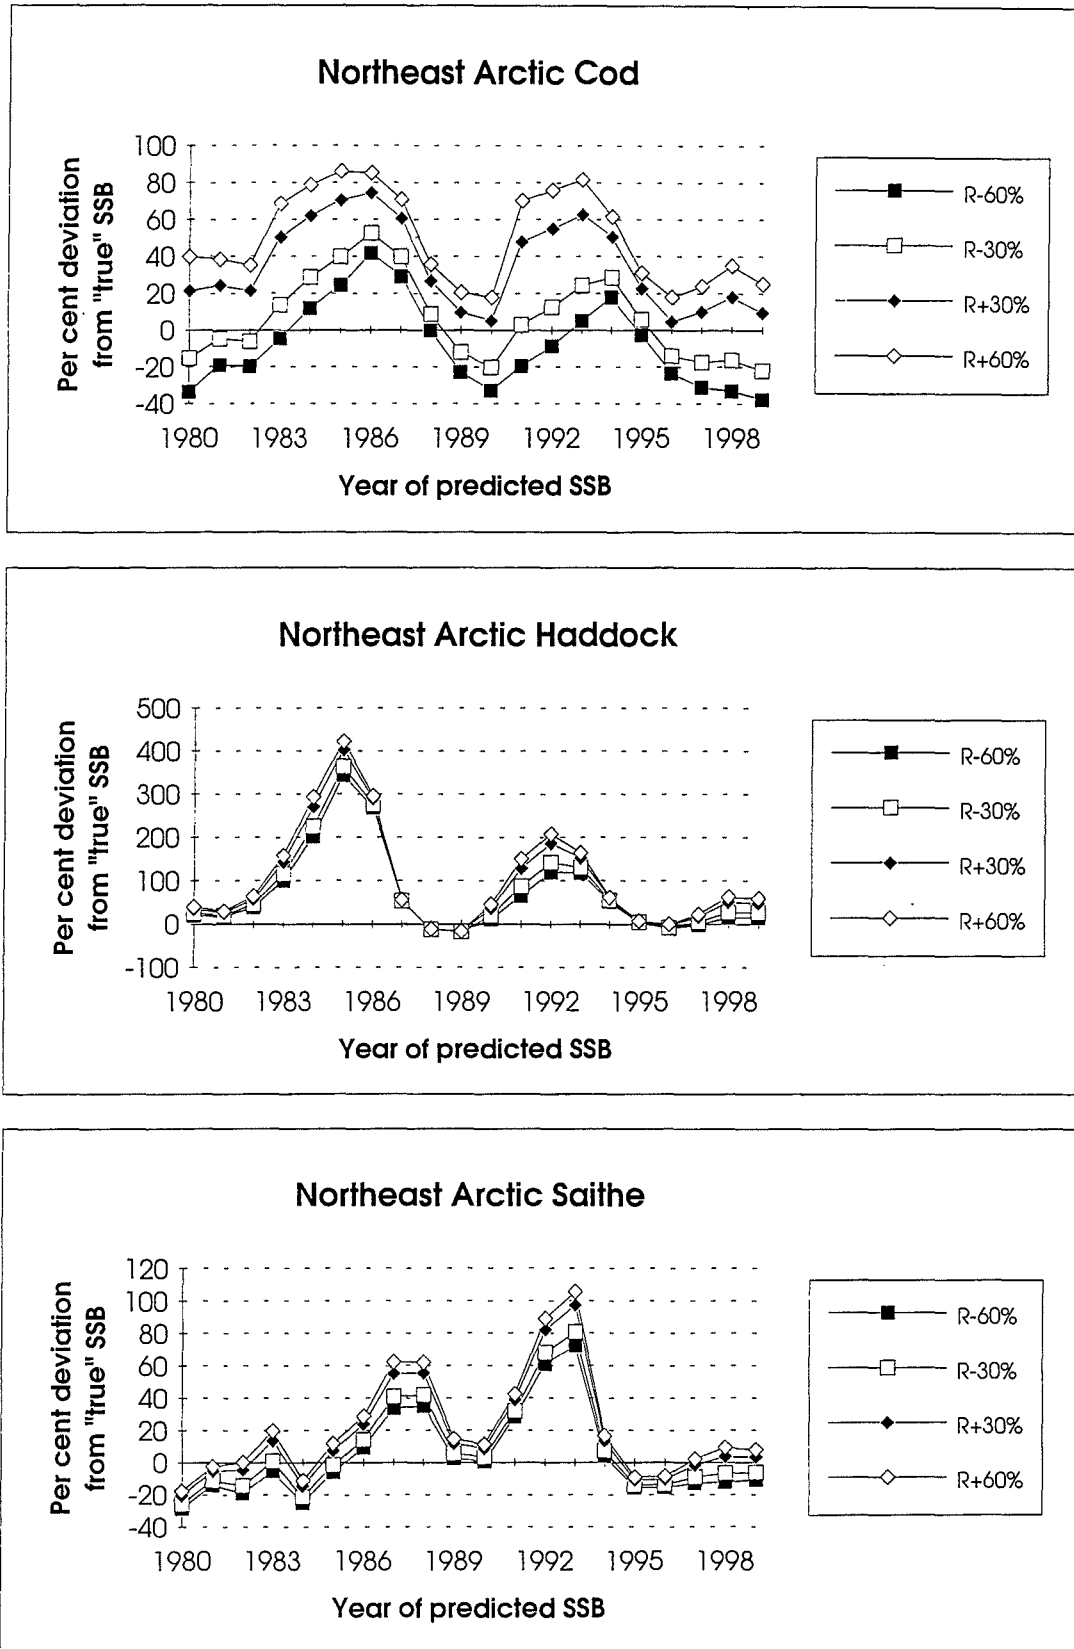 Northeast Arctic Cod
Per cent deviation
from "true" SSB
100
80
60
40
20
0
-20
-40
1980 1983 1986 1989 1992 1995 1998
Year of predicted SSB
R-60%
R-30%
R+30%
R+60%
Northeast Arctic Haddock
Per cent deviation
from "true" SSB
500
400
300
200
100
0
-100
1980 1983 1986 1989 1992 1995 1998
Year of predicted SSB
R-60%
R-30%
R+30%
R+60%
Northeast Arctic Saithe
Per cent deviation
from "true" SSB
120
100
80
60
40
20
0
-20
-40
1980 1983 1986 1989 1992 1995 1998
Year of predicted SSB
R-60%
R-30%
R+30%
R+60%